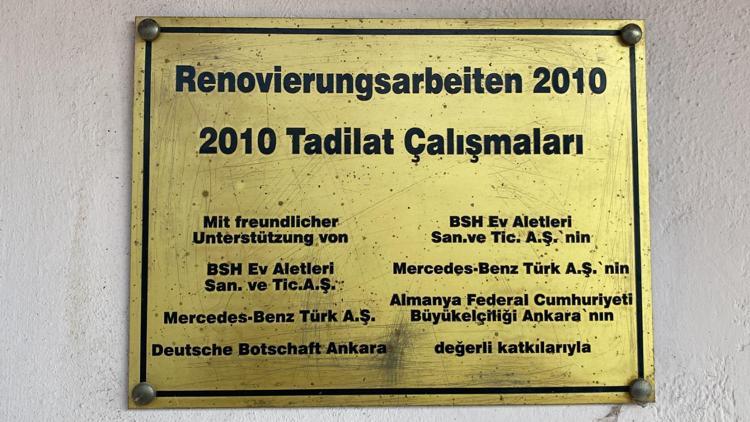 Renovierungsarbeiten 2010
2010 Tadilat Çalışmaları
Mit freundlicher
Unterstützung von
BSH Ev Aletleri
San. ve Tic.A.Ş.
Mercedes-Benz Türk A.Ş.
Deutsche Botschaft Ankara
BSH Ev Aletleri
San.ve Tic. A.Ş.`nin
Mercedes-Benz Türk A.Ş.`nin
Almanya Federal Cumhuriyeti
Büyükelçiliği Ankara`nın
değerli katkılarıyla